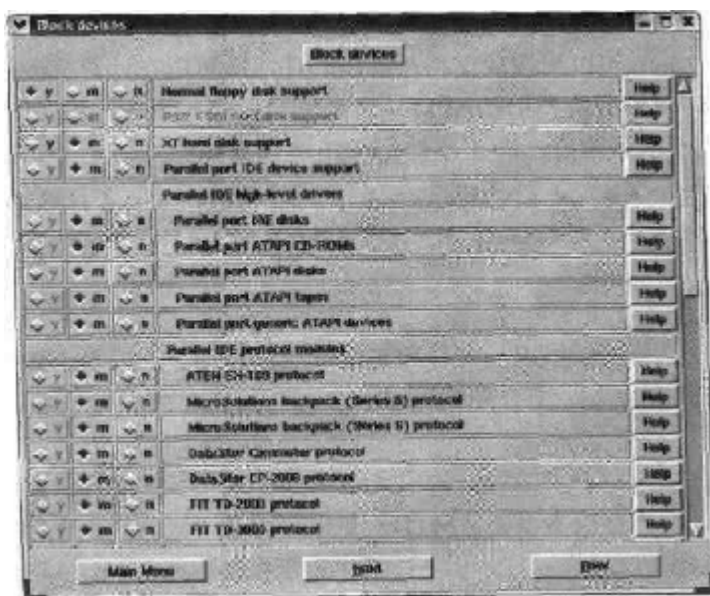 Block devices
Block devices
y m n Normal floppy disk support Help
y m n disk support Help
y m n XT hard disk support Help
y m n Parallel port IDE device support Help
Parallel IDE high-level drivers
y m n Parallel port IDE disks Help
y m n Parallel port ATAPI CD-ROMs Help
y m n Parallel port ATAPI disks Help
y m n Parallel port ATAPI tapes Help
y m n Parallel port generic ATAPI devices Help
Parallel IDE protocol modules
y m n ATEN EH-100 protocol Help
y m n MicroSolutions backpack (Series 5) protocol Help
y m n MicroSolutions backpack (Series 6) protocol Help
y m n DataStor Commuter protocol Help
y m n DataStor EP-2000 protocol Help
y m n FIT TD-2000 protocol Help
y m n FIT TD-3000 protocol Help
Main Menu Next Prev